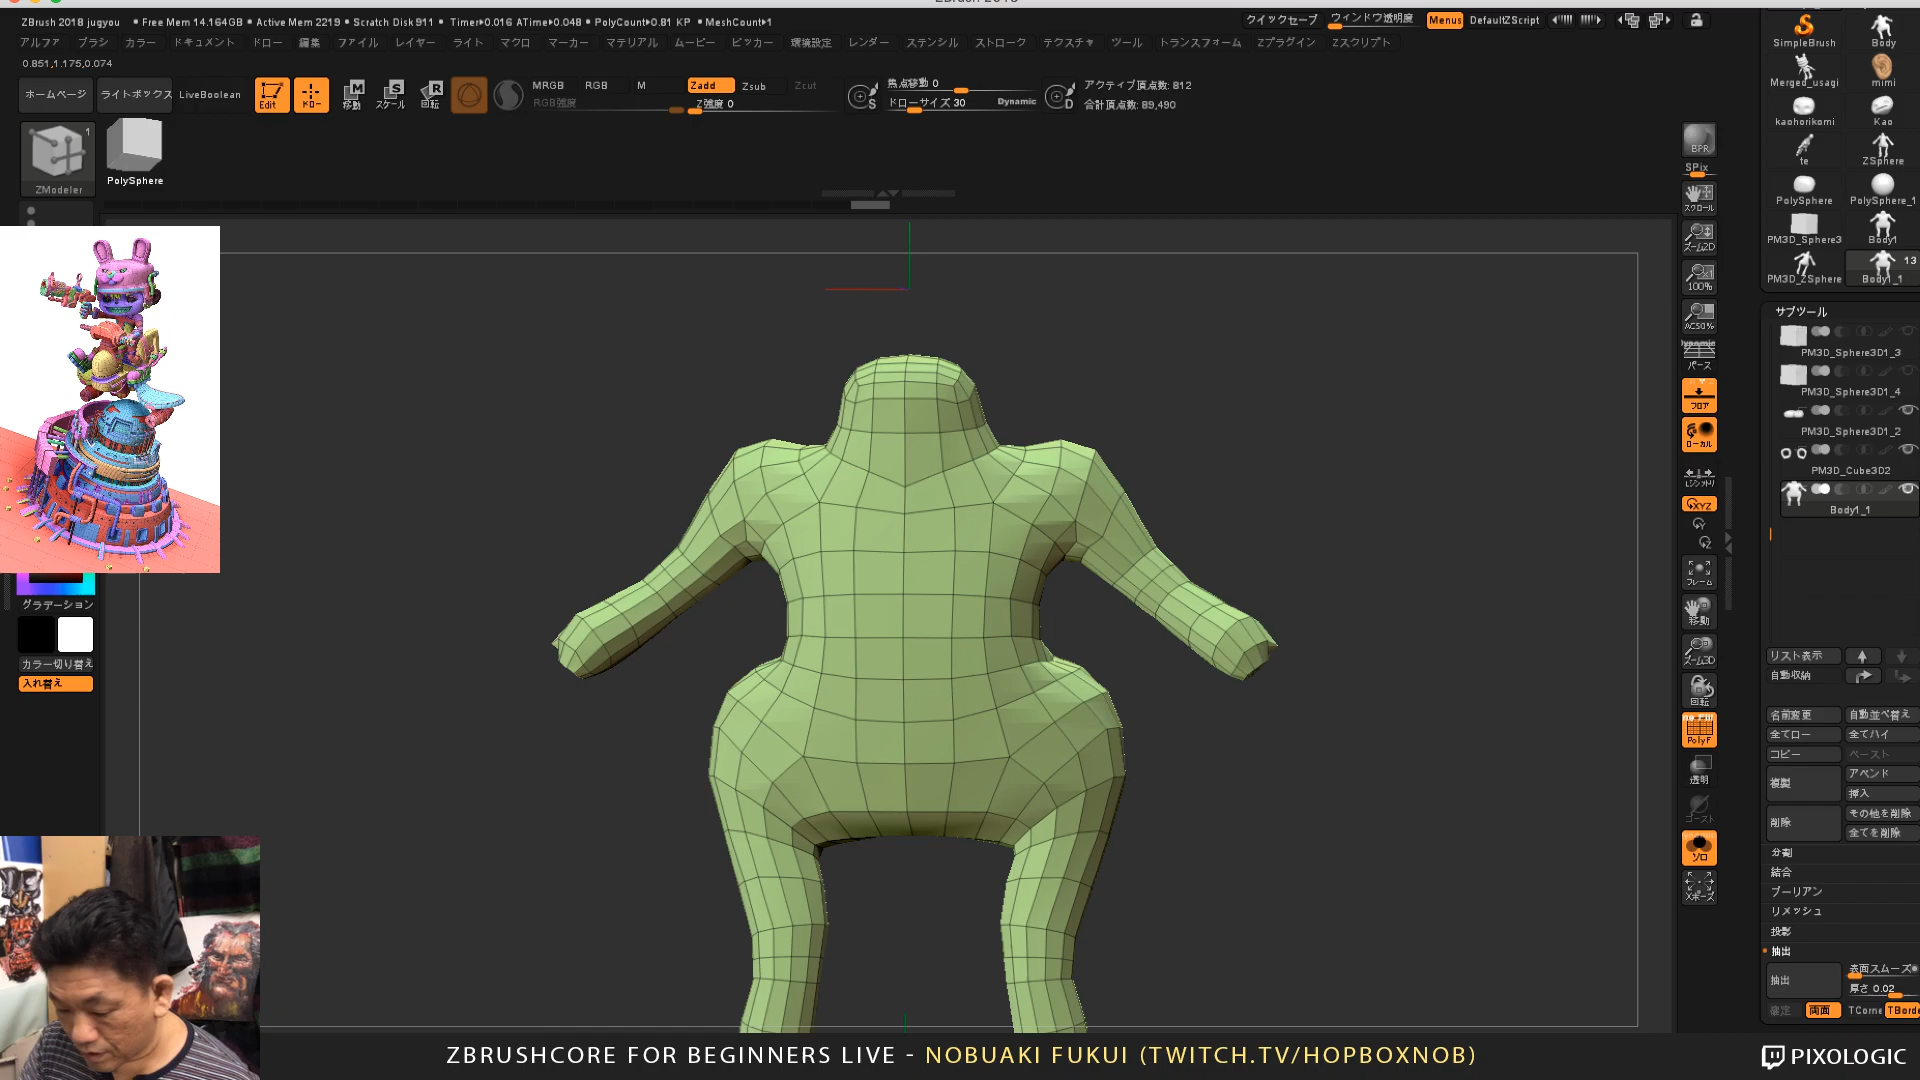 ZBrush 2018 jugyou ● Free Mem 14.164GB ● Active Mem 2219 ● Scratch Disk 911 ● Timer▸0.016 ATime▸0.048 ● PolyCount▸0.81 KP ● MeshCount▸1
クイックセーブ
ウィンドウ透明度
Menus
DefaultZScript
アルファ ブラシ カラー ドキュメント ドロー 編集 ファイル レイヤー ライト マクロ マーカー マテリアル ムービー ピッカー 環境設定 レンダー ステンシル ストローク テクスチャ ツール トランスフォーム Zプラグイン Zスクリプト
0.851,1.175,0.074
ホームページ
ライトボックス
LiveBoolean
Edit
ドロー
移動
スケール
回転
MRGB RGB M
RGB強度
Zadd Zsub Zcut
Z強度 0
焦点移動 0
ドローサイズ 30
Dynamic
アクティブ頂点数: 812
合計頂点数: 89,490
1
ZModeler
PolySphere
グラデーション
カラー切り替え
入れ替え
BPR
SPix
スクロール
ズーム2D
100%
AC50%
Dynamic
パース
フロア
ローカル
XYZ
フレーム
移動
ズーム3D
回転
PolyF
透明
ゴースト
ソロ
Xポーズ
SimpleBrush
Body
Merged_usagi
mimi
kaohorikomi
Kao
te
ZSphere
PolySphere
PolySphere_1
PM3D_Sphere3
Body1
13
PM3D_ZSphere
Body1_1
サブツール
PM3D_Sphere3D1_3
PM3D_Sphere3D1_4
PM3D_Sphere3D1_2
PM3D_Cube3D2
Body1_1
リスト表示
自動収納
名前変更
自動並べ替え
全てロー
全てハイ
コピー
ペースト
複製
アペンド
挿入
削除
その他を削除
全てを削除
分割
結合
ブーリアン
リメッシュ
投影
抽出
抽出
表面スムーズ
厚さ 0.02
確定
両面
TCorne
TBorde
ZBRUSHCORE FOR BEGINNERS LIVE - NOBUAKI FUKUI (TWITCH.TV/HOPBOXNOB)
PIXOLOGIC